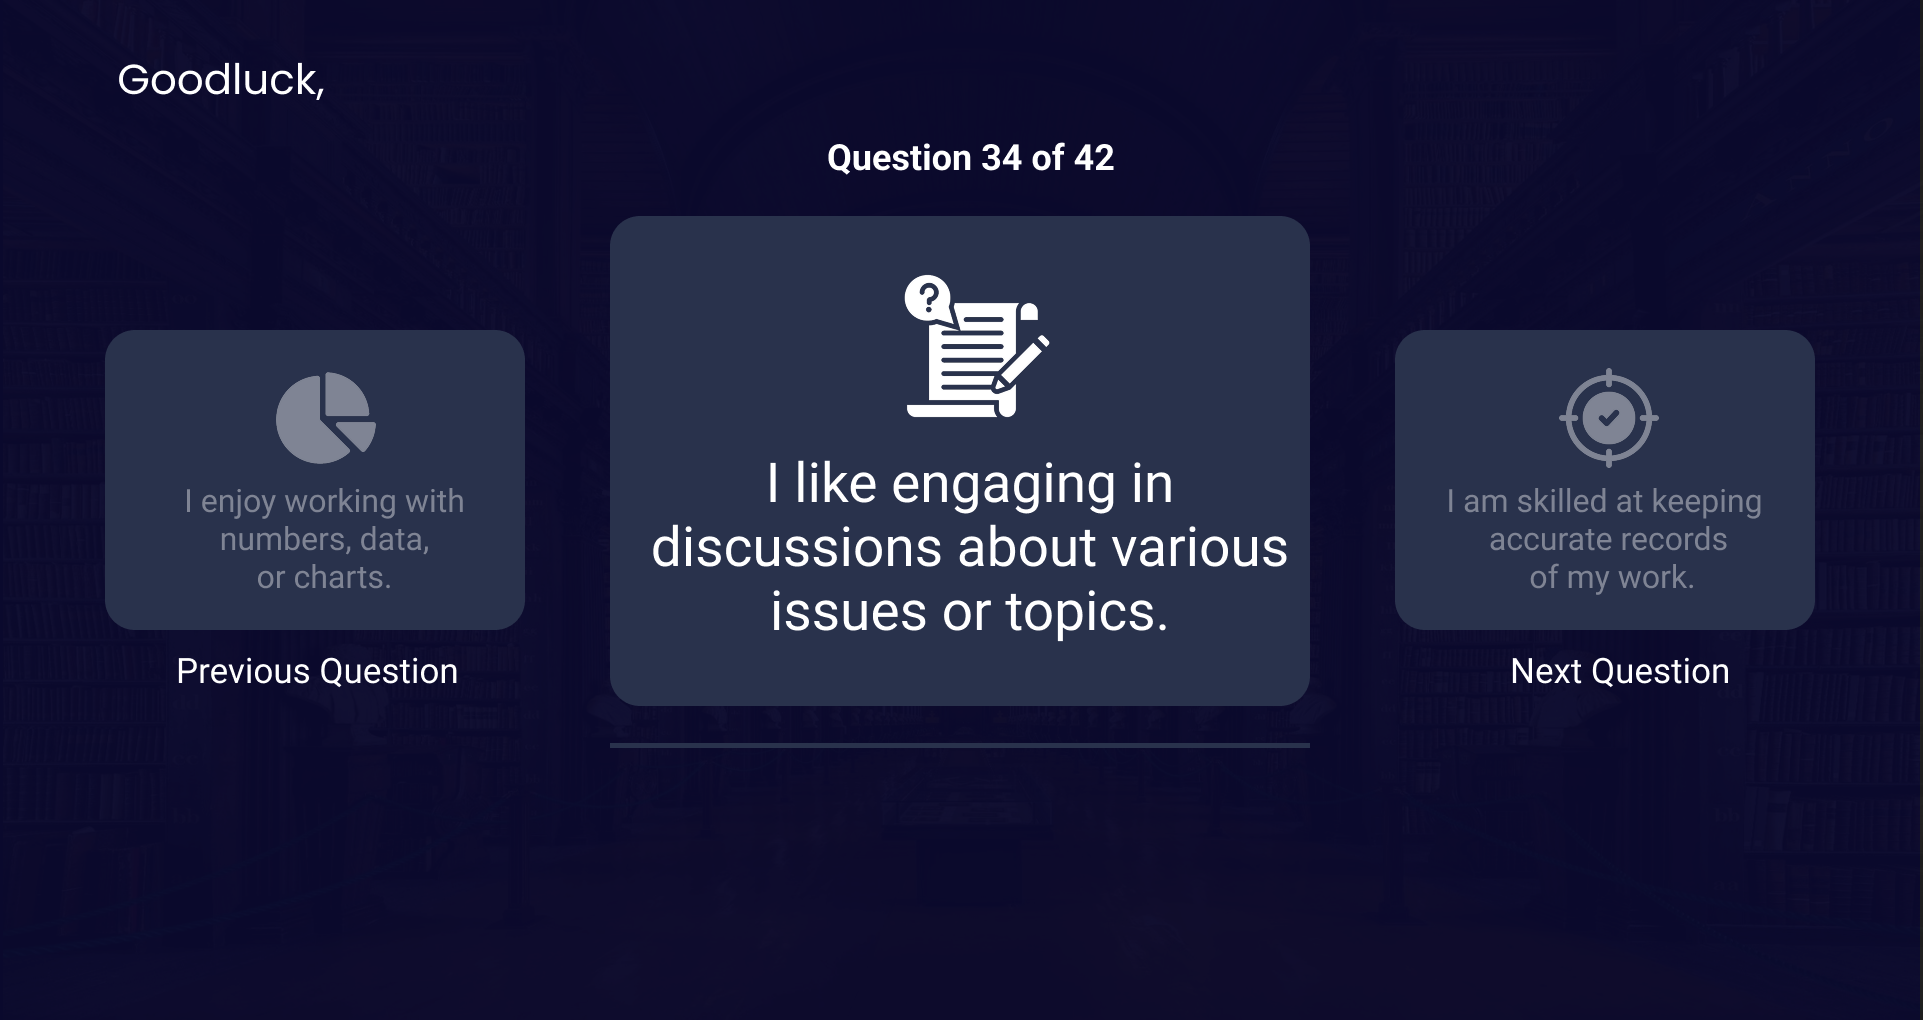 Goodluck,
Question 34 of 42
I enjoy working with
numbers, data,
or charts.
Previous Question
I like engaging in
discussions about various
issues or topics.
I am skilled at keeping
accurate records
of my work.
Next Question